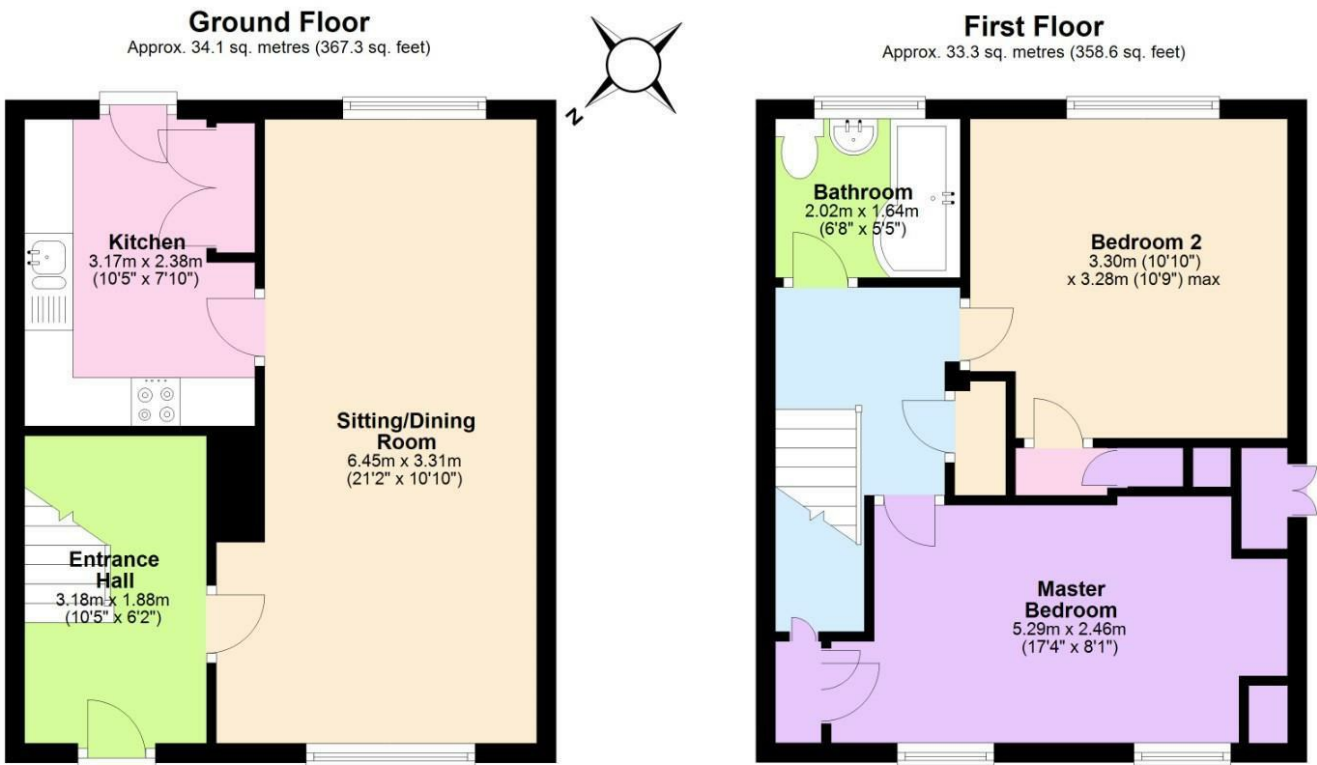 Ground Floor
Approx. 34.1 sq. metres (367.3 sq. feet)
N
Kitchen
3.17m x 2.38m
(10'5" x 7'10")
Sitting/Dining
Room
6.45m x 3.31m
(21'2" x 10'10")
Entrance
Hall
3.18m x 1.88m
(10'5" x 6'2")
First Floor
Approx. 33.3 sq. metres (358.6 sq. feet)
Bathroom
2.02m x 1.64m
(6'8" x 5'5")
Bedroom 2
3.30m (10'10")
x 3.28m (10'9") max
Master
Bedroom
5.29m x 2.46m
(17'4" x 8'1")